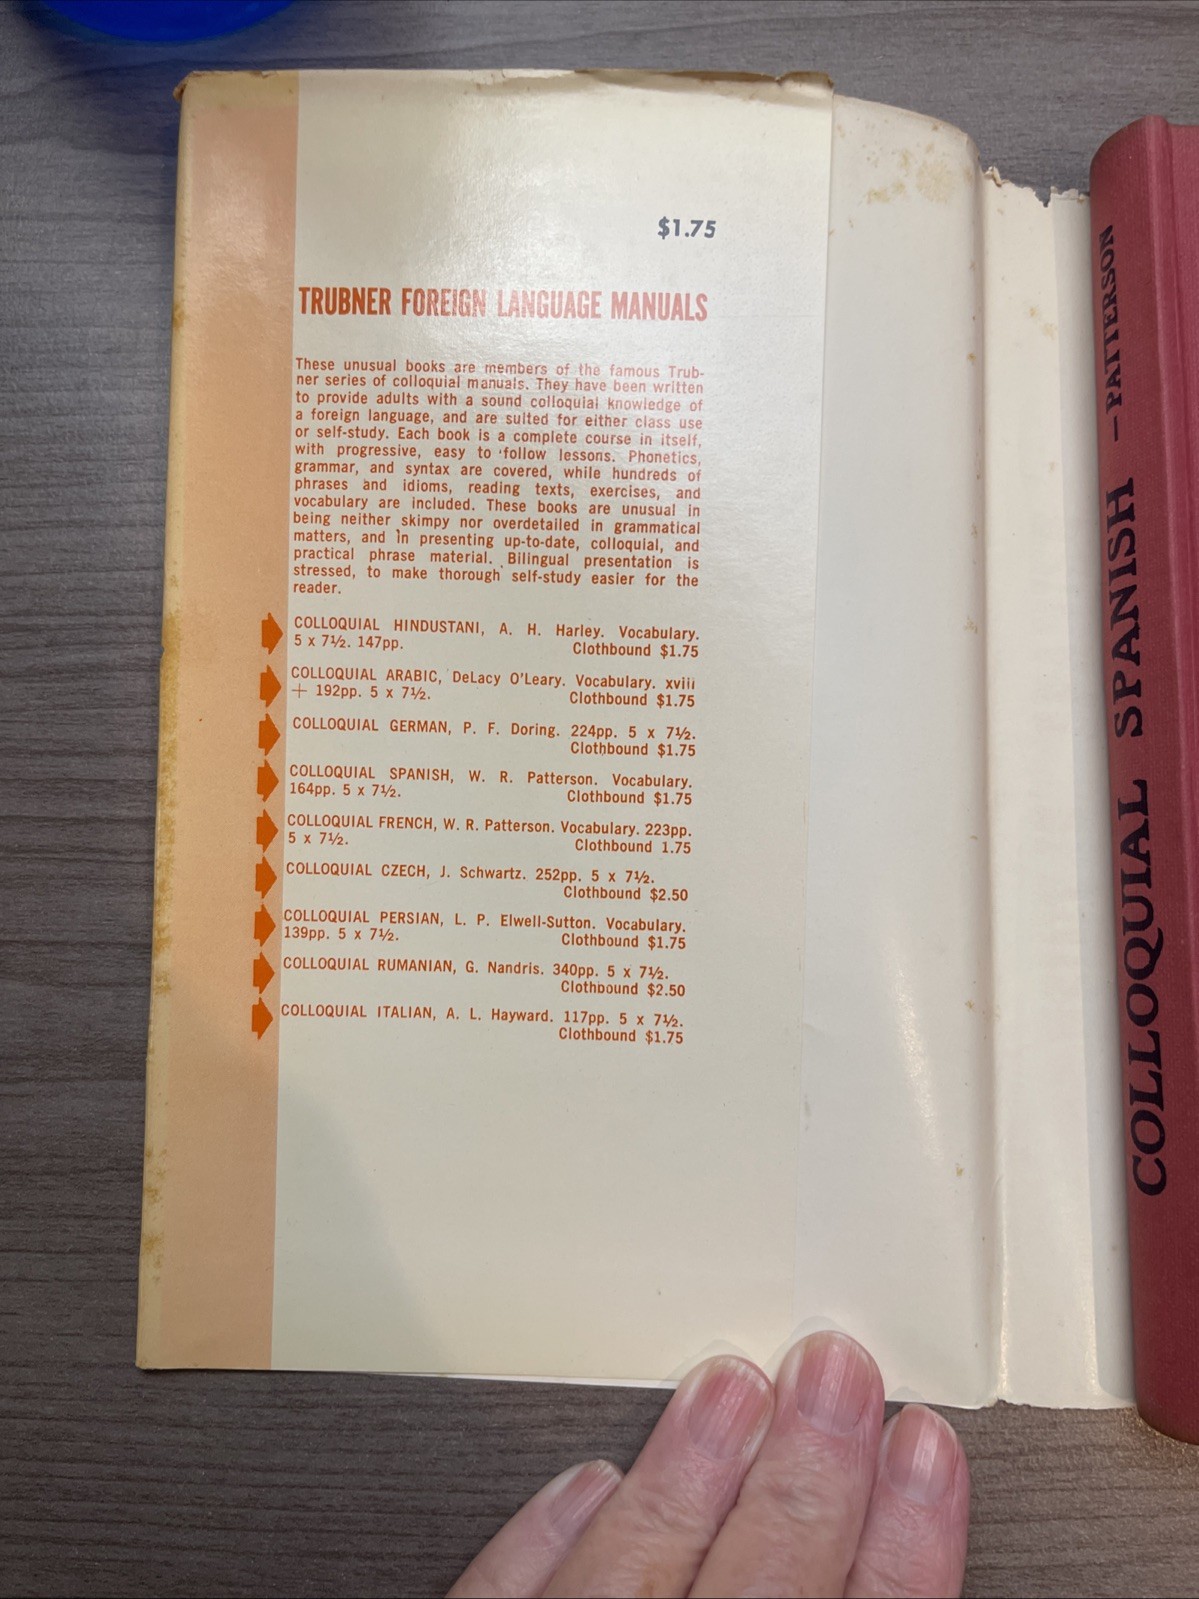 $1.75
TRUBNER FOREIGN LANGUAGE MANUALS
These unusual books are members of the famous Trub-
ner series of colloquial manuals. They have been written
to provide adults with a sound colloquial knowledge of
a foreign language, and are suited for either class use
or self-study. Each book is a complete course in itself,
with progressive, easy to follow lessons. Phonetics,
grammar, and syntax are covered, while hundreds of
phrases and idioms, reading texts, exercises, and
vocabulary are included. These books are unusual in
being neither skimpy nor overdetailed in grammatical
matters, and in presenting up-to-date, colloquial, and
practical phrase material. Bilingual presentation is
stressed, to make thorough self-study easier for the
reader.
COLLOQUIAL HINDUSTANI, A. H. Harley. Vocabulary.
5 x 7½. 147pp. Clothbound $1.75
COLLOQUIAL ARABIC, DeLacy O'Leary. Vocabulary. xviii
+ 192pp. 5 x 7½. Clothbound $1.75
COLLOQUIAL GERMAN, P. F. Doring. 224pp. 5 x 7½.
Clothbound $1.75
COLLOQUIAL SPANISH, W. R. Patterson. Vocabulary.
164pp. 5 x 7½. Clothbound $1.75
COLLOQUIAL FRENCH, W. R. Patterson. Vocabulary. 223pp.
5 x 7½. Clothbound 1.75
COLLOQUIAL CZECH, J. Schwartz. 252pp. 5 x 7½.
Clothbound $2.50
COLLOQUIAL PERSIAN, L. P. Elwell-Sutton. Vocabulary.
139pp. 5 x 7½. Clothbound $1.75
COLLOQUIAL RUMANIAN, G. Nandris. 340pp. 5 x 7½.
Clothbound $2.50
COLLOQUIAL ITALIAN, A. L. Hayward. 117pp. 5 x 7½.
Clothbound $1.75
COLLOQUIAL SPANISH —PATTERSON